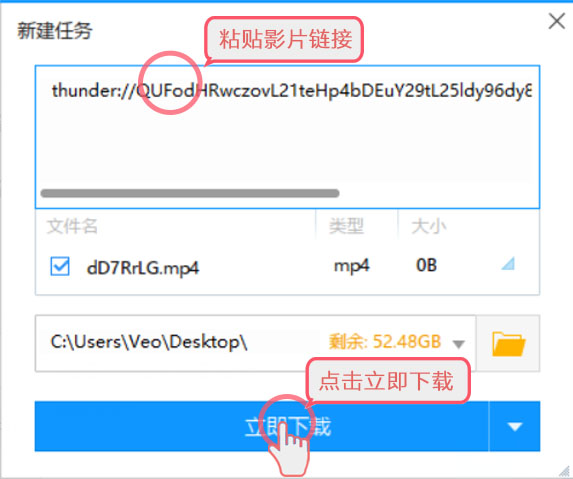 新建任务
粘贴影片链接
thunder://QUFodHRwczovL21teHp4bDEuY29tL25ldy96dy8
文件名 类型 大小
dD7RrLG.mp4 mp4 0B
C:\Users\Veo\Desktop\ 剩余: 52.48GB
点击立即下载
立即下载